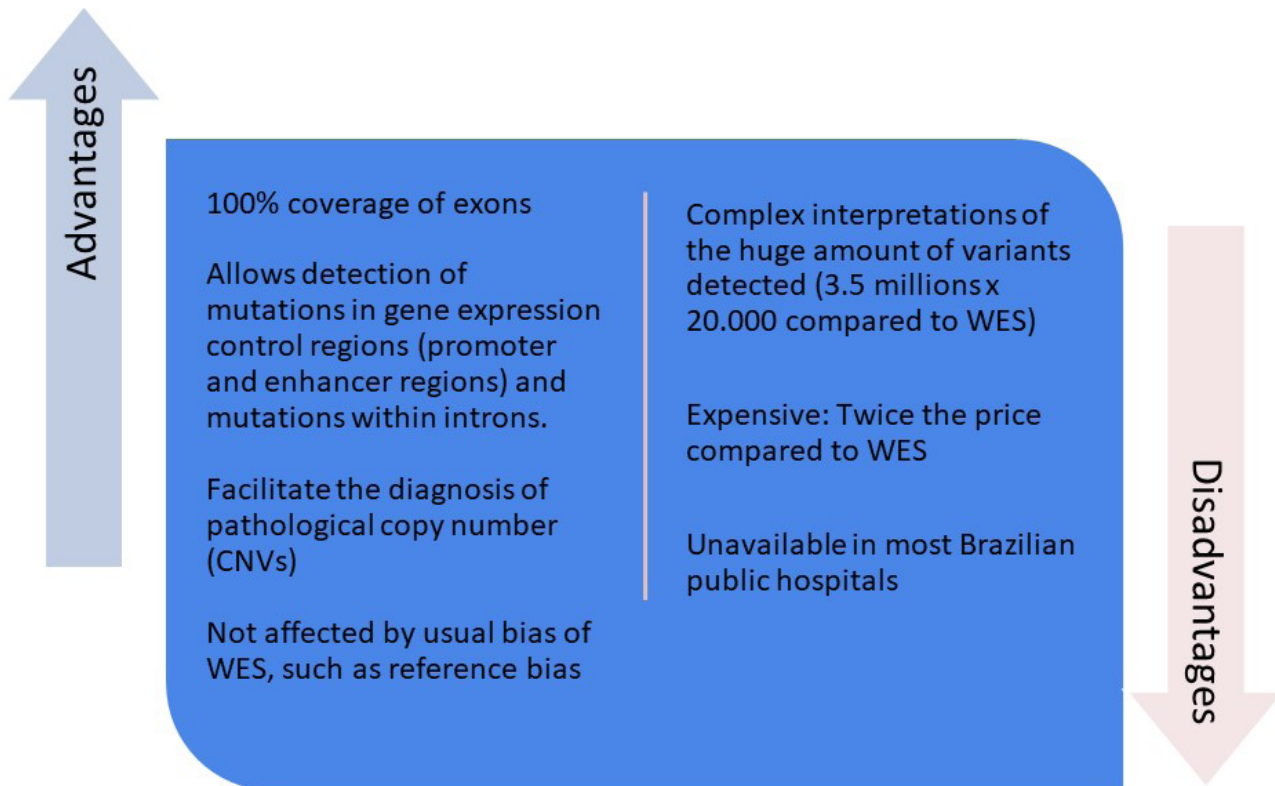 Advantages
100% coverage of exons
Allows detection of
mutations in gene expression
control regions (promoter
and enhancer regions) and
mutations within introns.
Facilitate the diagnosis of
pathological copy number
(CNVs)
Not affected by usual bias of
WES, such as reference bias
Complex interpretations of
the huge amount of variants
detected (3.5 millions x
20.000 compared to WES)
Expensive: Twice the price
compared to WES
Unavailable in most Brazilian
public hospitals
Disadvantages